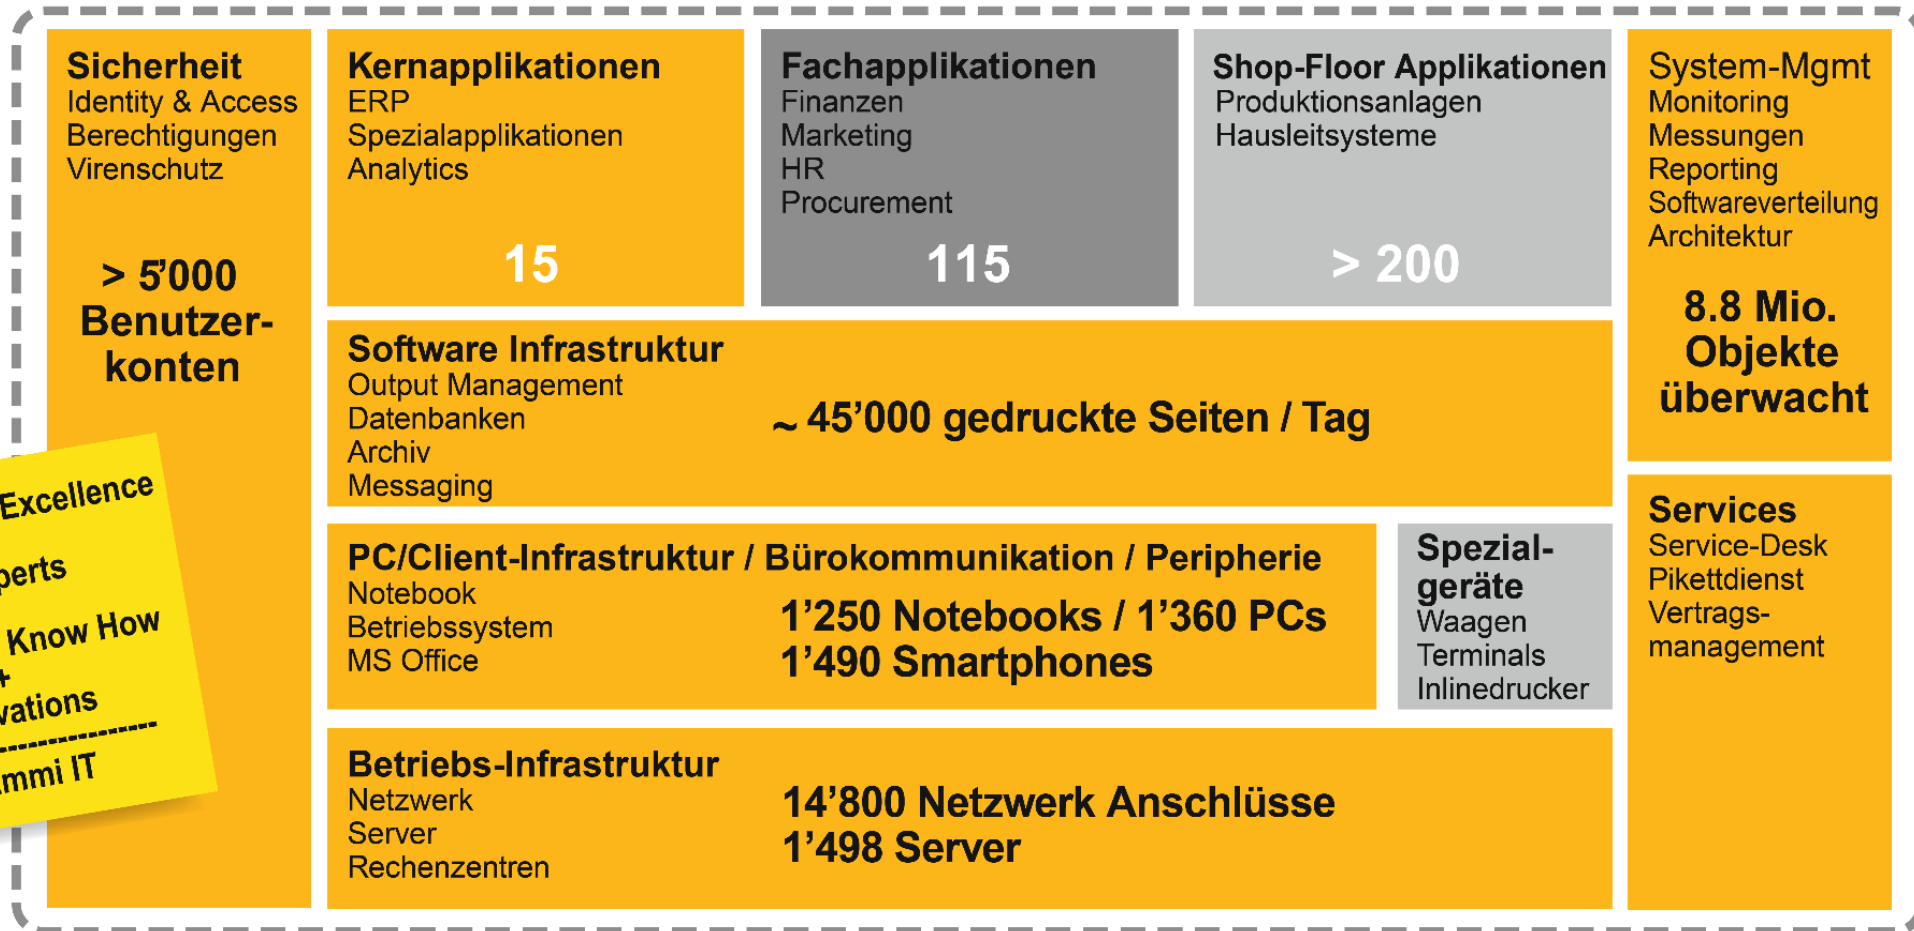 Sicherheit
Identity & Access
Berechtigungen
Virenschutz
> 5’000
Benutzer-
konten
Kernapplikationen
ERP
Spezialapplikationen
Analytics
15
Fachapplikationen
Finanzen
Marketing
HR
Procurement
115
Shop-Floor Applikationen
Produktionsanlagen
Hausleitsysteme
> 200
System-Mgmt
Monitoring
Messungen
Reporting
Softwareverteilung
Architektur
8.8 Mio.
Objekte
überwacht
Software Infrastruktur
Output Management
Datenbanken
Archiv
Messaging
~ 45’000 gedruckte Seiten / Tag
PC/Client-Infrastruktur / Bürokommunikation / Peripherie
Notebook
Betriebssystem
MS Office
1’250 Notebooks / 1’360 PCs
1’490 Smartphones
Spezial-
geräte
Waagen
Terminals
Inlinedrucker
Services
Service-Desk
Pikettdienst
Vertrags-
management
Betriebs-Infrastruktur
Netzwerk
Server
Rechenzentren
14’800 Netzwerk Anschlüsse
1’498 Server
Excellence
Know How
+
IT